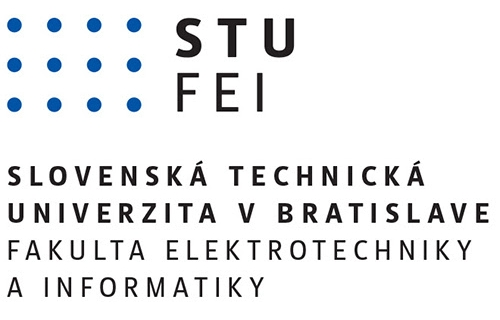 STU
FEI
SLOVENSKÁ TECHNICKÁ
UNIVERZITA V BRATISLAVE
FAKULTA ELEKTROTECHNIKY
A INFORMATIKY